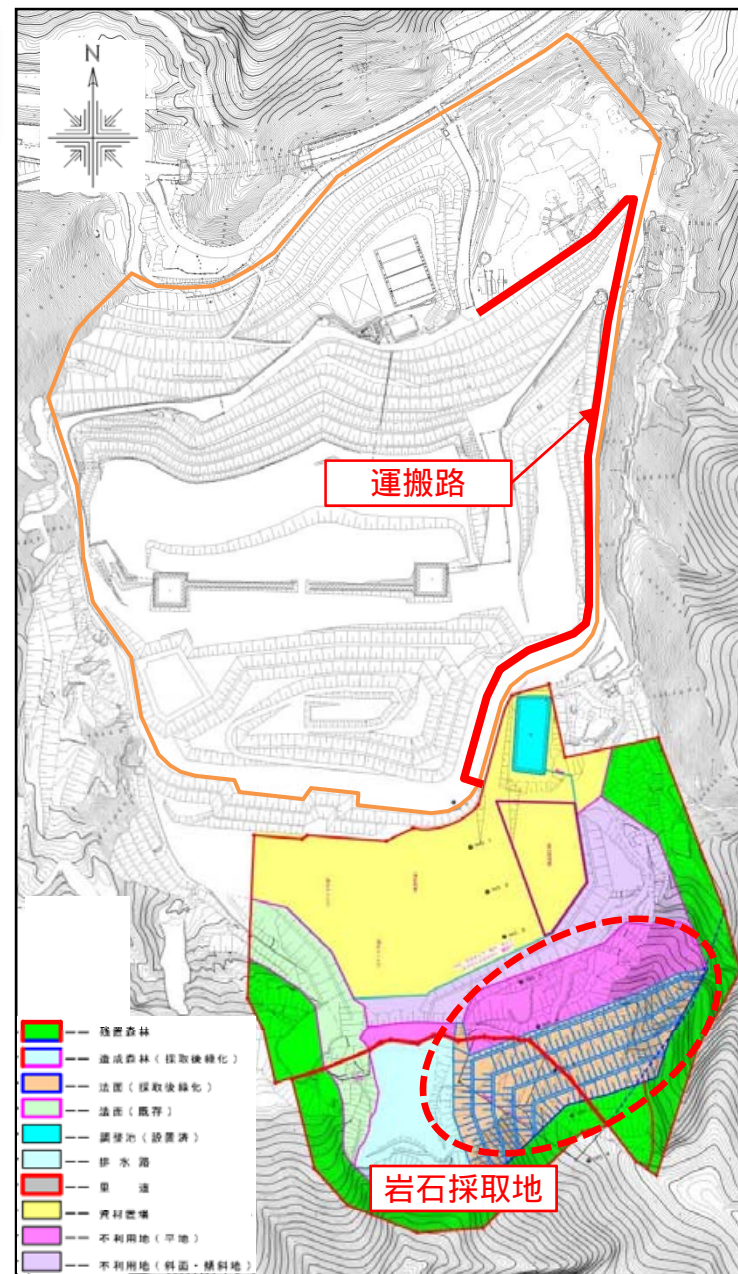 N
運搬路
岩石採取地
残置森林
造成森林（採取後緑化）
法面（採取後緑化）
法面（既存）
調整池（設置済）
排水路
里道
資材置場
不利用地（平地）
不利用地（斜面・傾斜地）